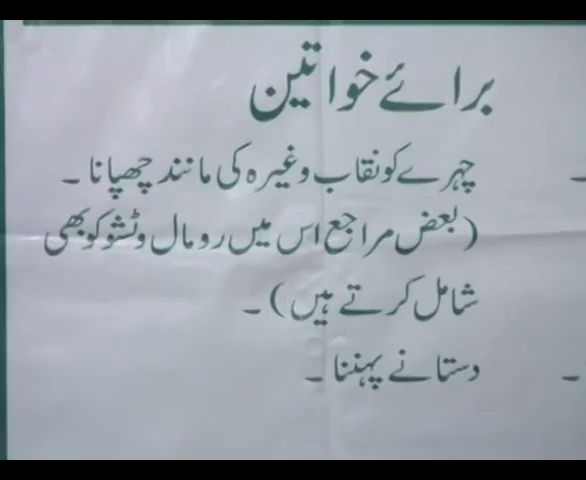 برائے خواتین
- چہرے کو نقاب وغیرہ کی مانند چھپانا۔
(بعض مراجع اس میں رومال و ٹشو کو بھی
شامل کرتے ہیں)۔
- دستانے پہننا۔